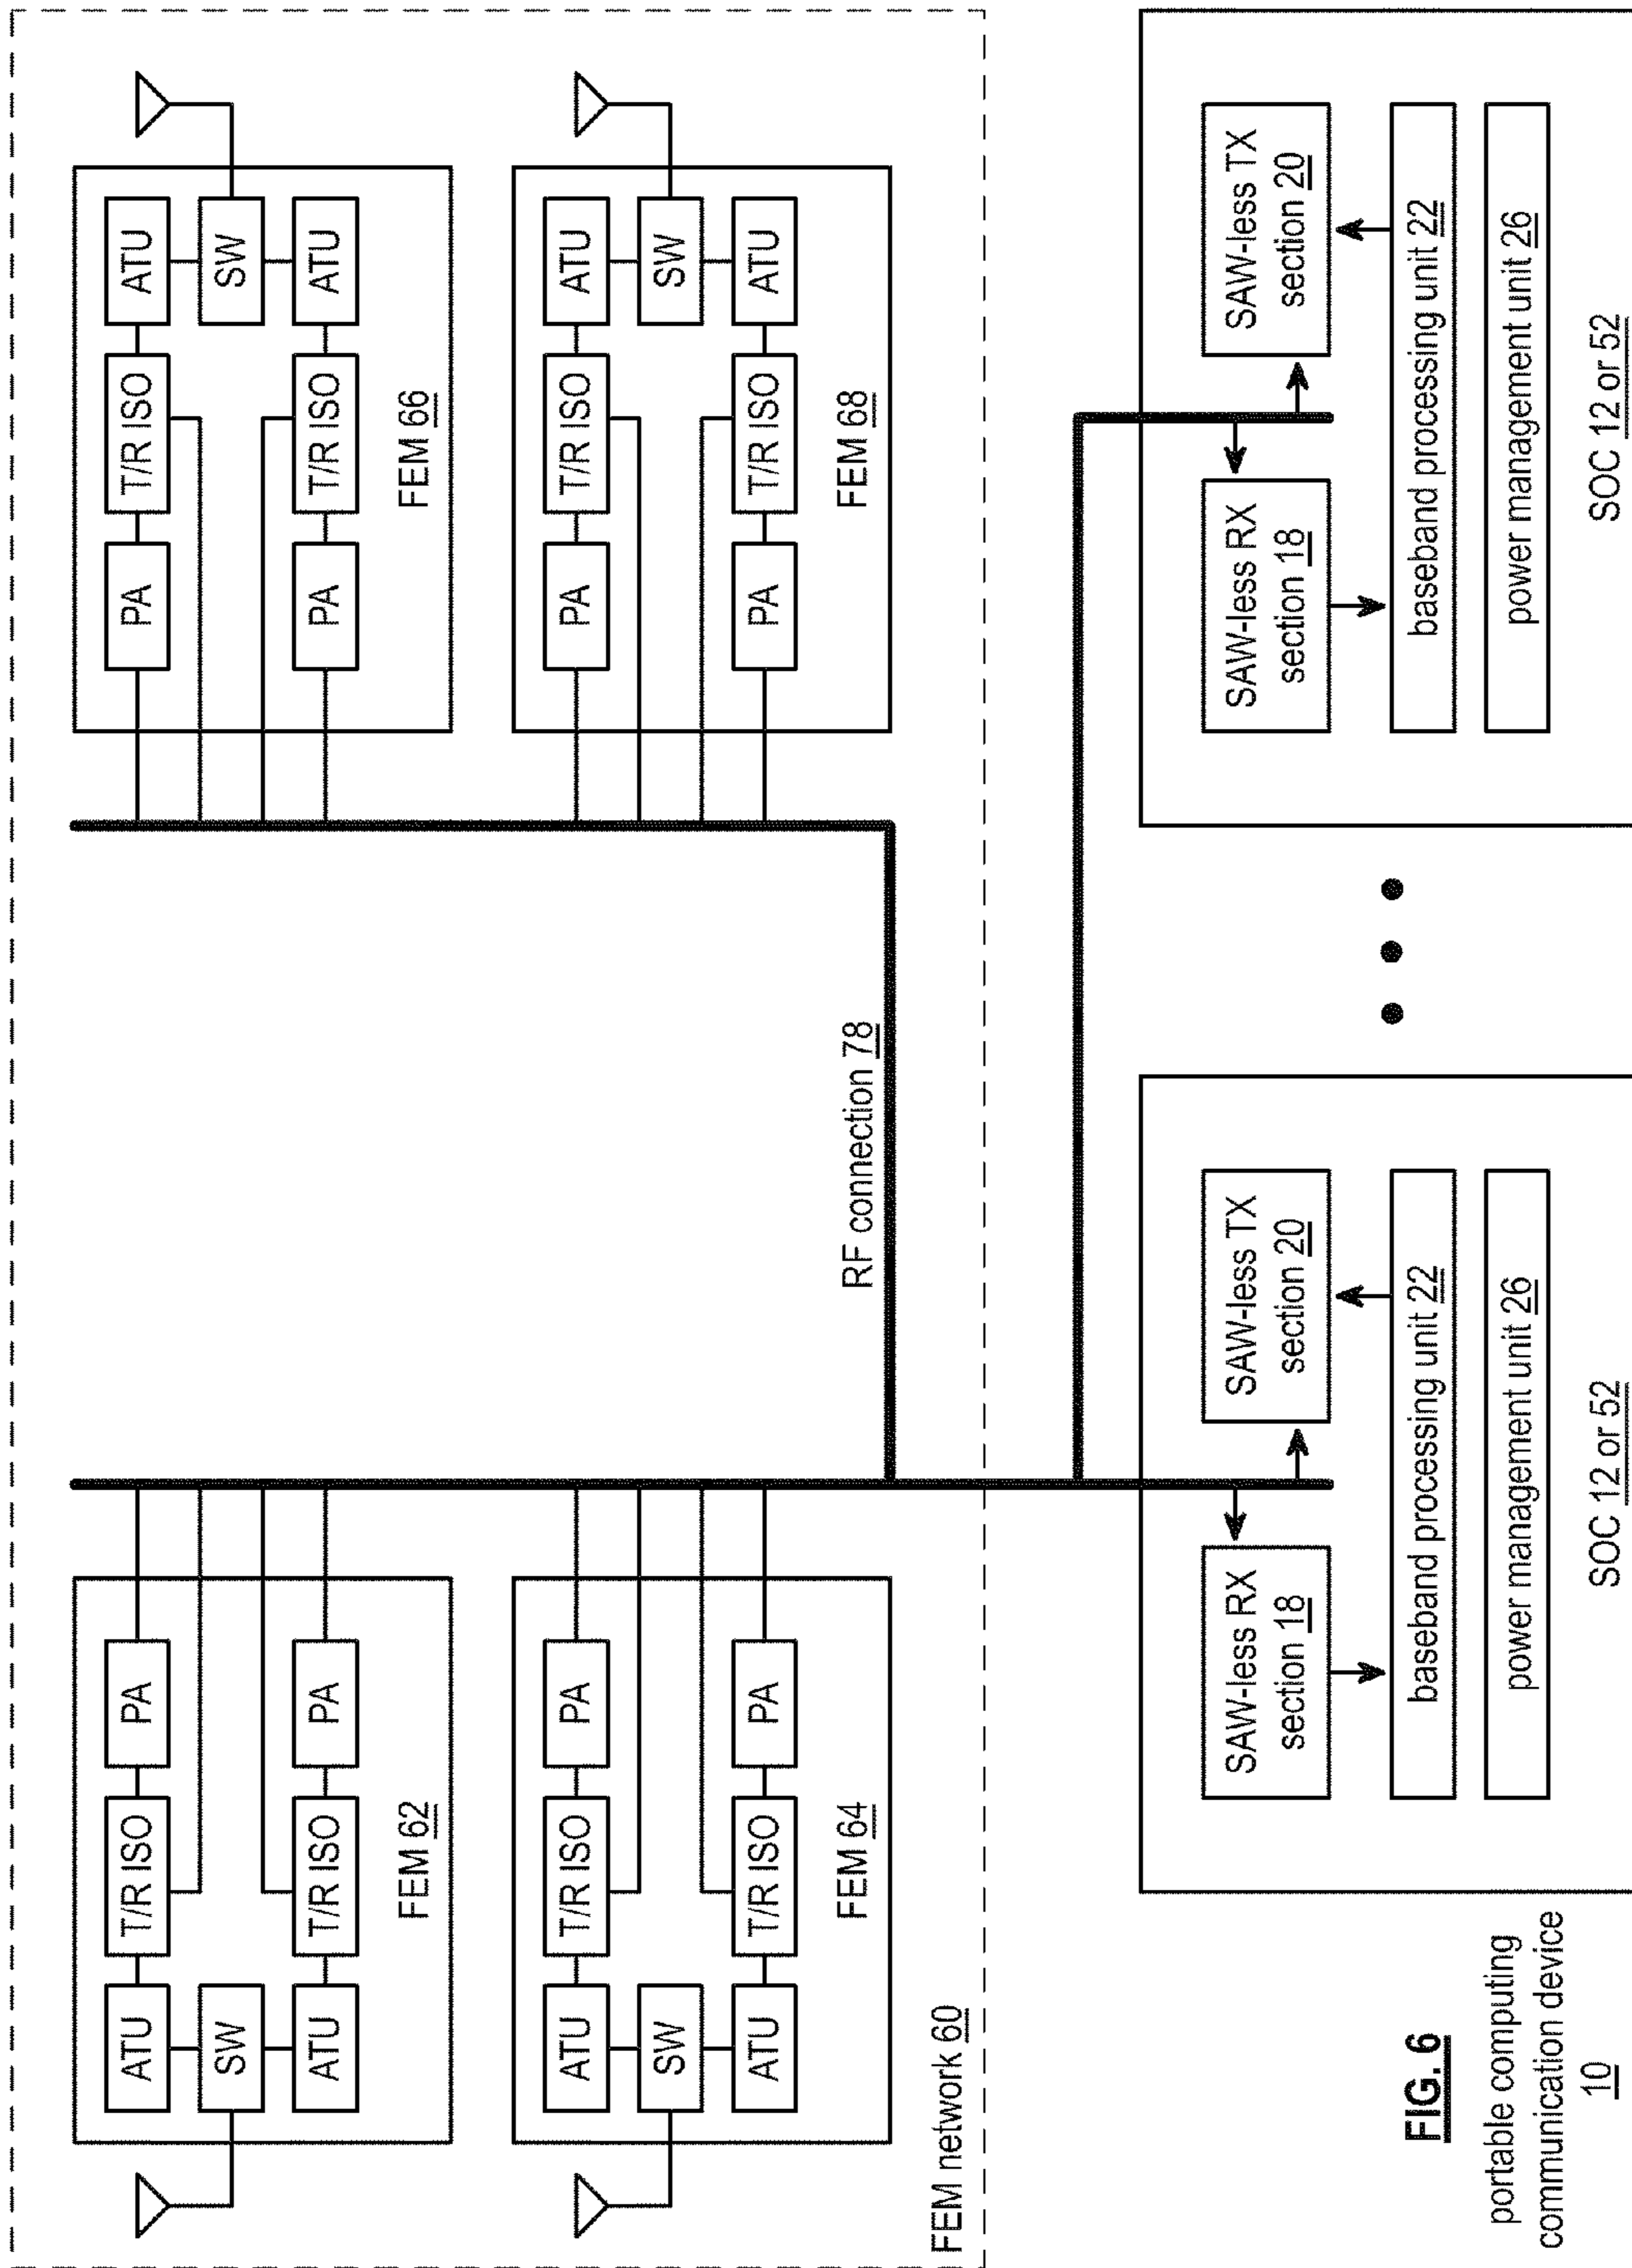 ATU
T/R ISO
PA
SW
ATU
T/R ISO
PA
FEM 62
PA
T/R ISO
ATU
SW
PA
T/R ISO
ATU
FEM 66
ATU
T/R ISO
PA
SW
ATU
T/R ISO
PA
FEM 64
PA
T/R ISO
ATU
SW
PA
T/R ISO
ATU
FEM 68
RF connection 78
FEM network 60
SAW-less RX
section 18
SAW-less TX
section 20
baseband processing unit 22
power management unit 26
SOC 12 or 52
SAW-less RX
section 18
SAW-less TX
section 20
baseband processing unit 22
power management unit 26
SOC 12 or 52
FIG. 6
portable computing
communication device
10